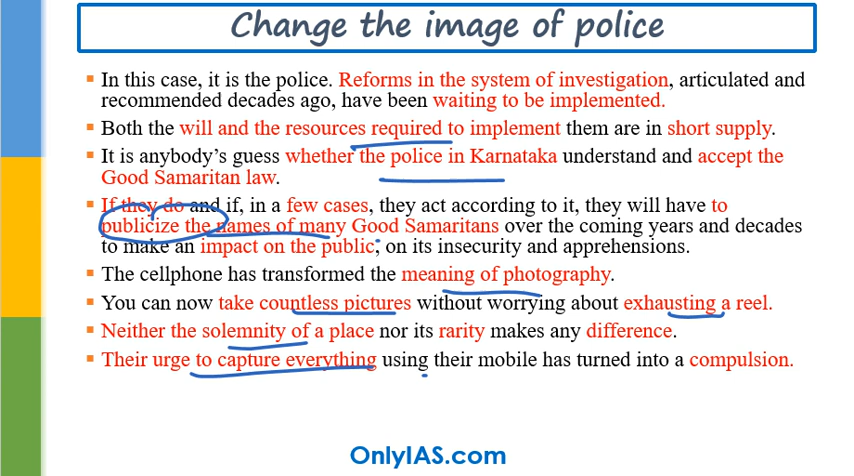 Change the image of police
In this case, it is the police. Reforms in the system of investigation, articulated and
recommended decades ago, have been waiting to be implemented.
Both the will and the resources required to implement them are in short supply.
It is anybody's guess whether the police in Karnataka understand and accept the
Good Samaritan law.
If they do and if, in a few cases, they act according to it, they will have to
publicize the names of many Good Samaritans over the coming years and decades
to make an impact on the public, on its insecurity and apprehensions.
The cellphone has transformed the meaning of photography.
You can now take countless pictures without worrying about exhausting a reel.
Neither the solemnity of a place nor its rarity makes any difference.
Their urge to capture everything using their mobile has turned into a compulsion.
OnlyIAS.com